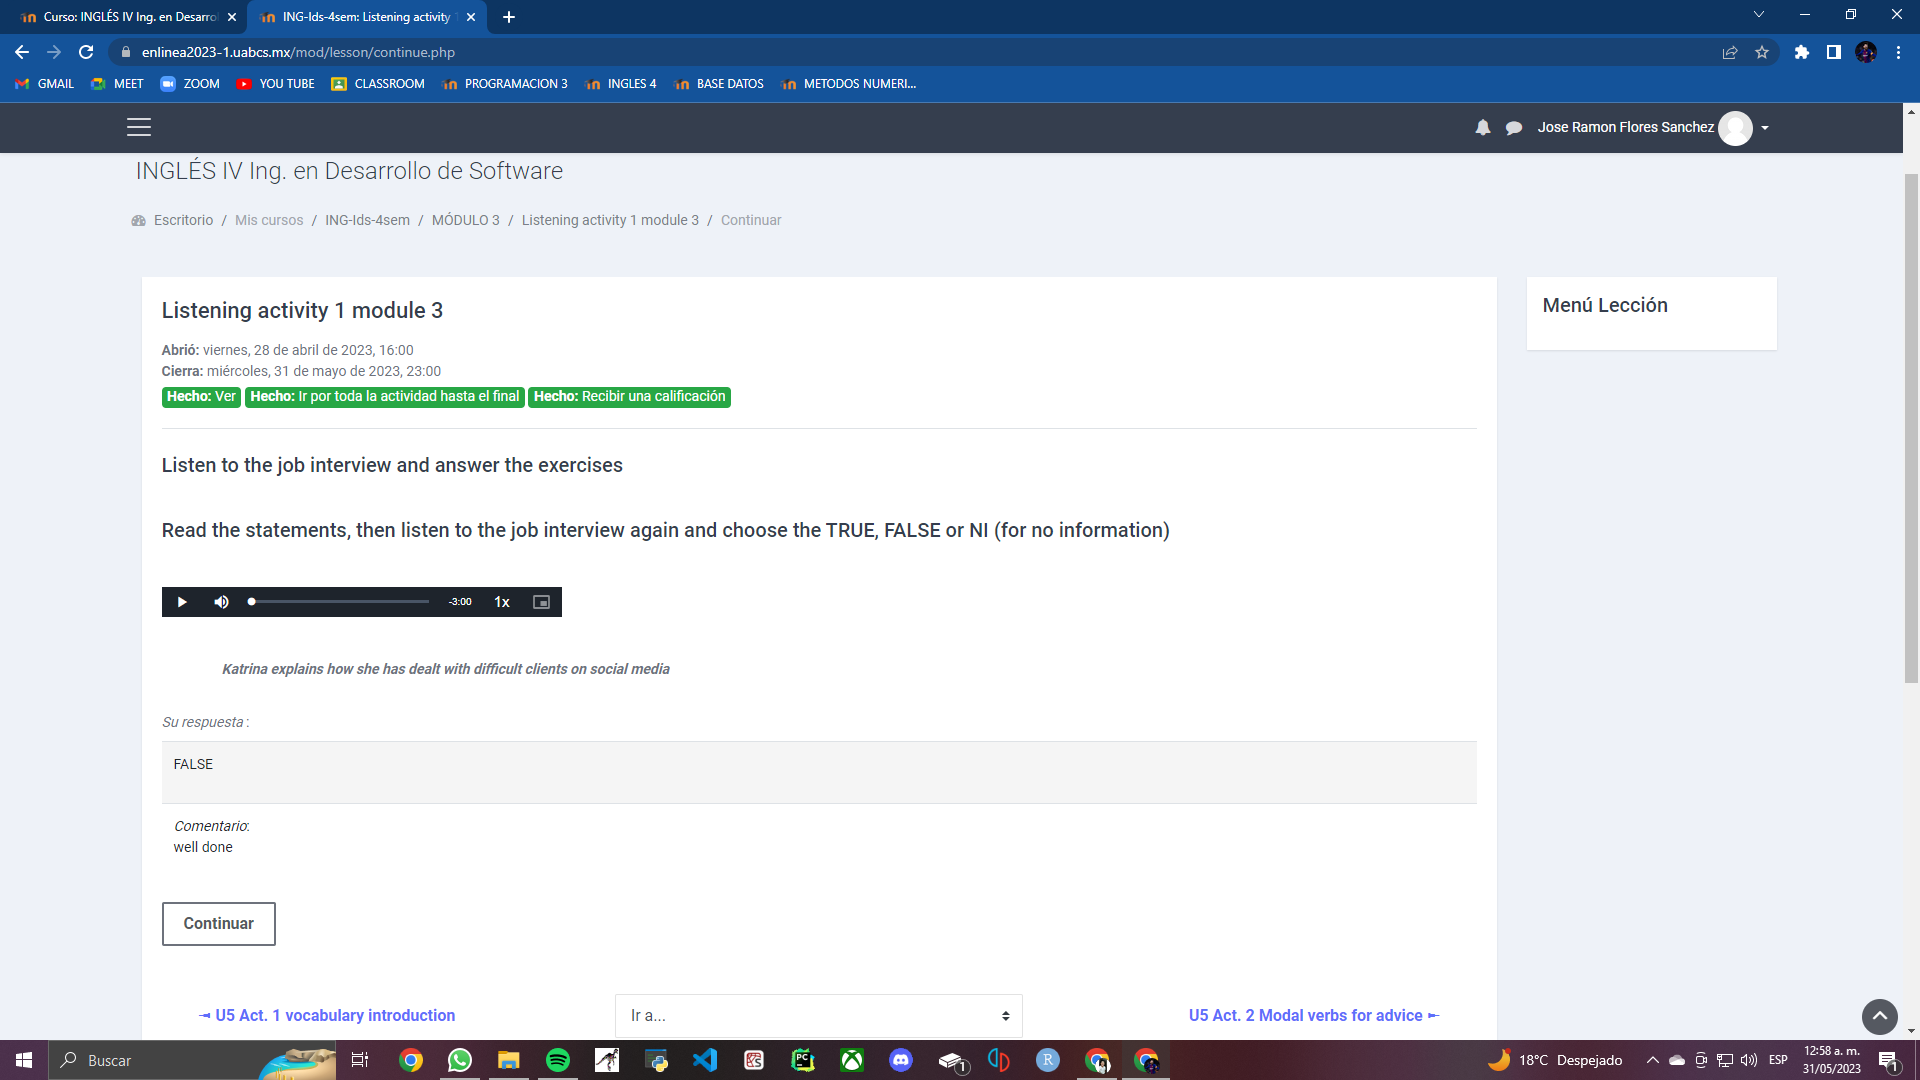 Curso: INGLÉS IV Ing. en Desarrol
ING-Ids-4sem: Listening activity 1
enlinea2023-1.uabcs.mx/mod/lesson/continue.php
GMAIL
MEET
ZOOM
YOU TUBE
CLASSROOM
PROGRAMACION 3
INGLES 4
BASE DATOS
METODOS NUMERI...
Jose Ramon Flores Sanchez
INGLÉS IV Ing. en Desarrollo de Software
Escritorio / Mis cursos / ING-Ids-4sem / MÓDULO 3 / Listening activity 1 module 3 / Continuar
Listening activity 1 module 3
Menú Lección
Abrió: viernes, 28 de abril de 2023, 16:00
Cierra: miércoles, 31 de mayo de 2023, 23:00
Hecho: Ver Hecho: Ir por toda la actividad hasta el final Hecho: Recibir una calificación
Listen to the job interview and answer the exercises
Read the statements, then listen to the job interview again and choose the TRUE, FALSE or NI (for no information)
-3:00 1x
Katrina explains how she has dealt with difficult clients on social media
Su respuesta :
FALSE
Comentario:
well done
Continuar
◄ U5 Act. 1 vocabulary introduction
Ir a...
U5 Act. 2 Modal verbs for advice ►
Buscar
PC
1
R
18°C Despejado
ESP
12:58 a. m.
31/05/2023
1